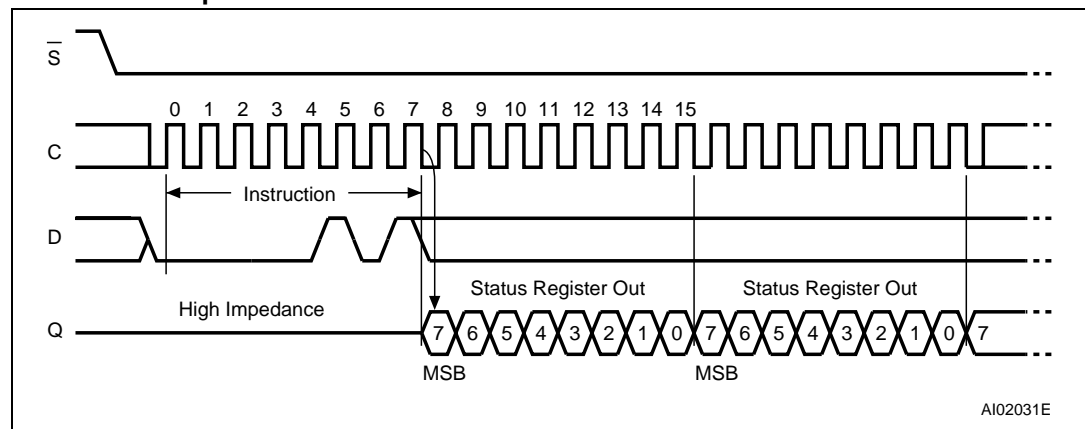 S
0 1 2 3 4 5 6 7 8 9 10 11 12 13 14 15
C
Instruction
D
High Impedance
Status Register Out
Status Register Out
Q
7 6 5 4 3 2 1 0 7 6 5 4 3 2 1 0 7
MSB
MSB
AI02031E